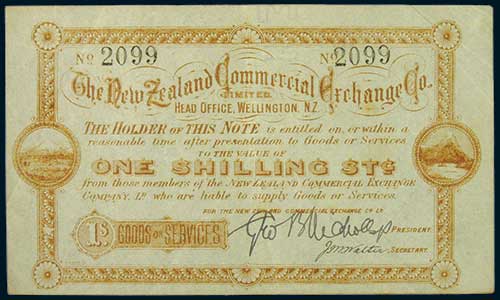 No 2099 No 2099
The New Zealand Commercial Exchange Co.
LIMITED.
HEAD OFFICE, WELLINGTON, N.Z.
THE HOLDER OF THIS NOTE is entitled on, or within a
reasonable time after presentation to Goods or Services
TO THE VALUE OF
ONE SHILLING STG
from those members of the NEW ZEALAND COMMERCIAL EXCHANGE
COMPANY, LD who are liable to supply Goods or Services.
FOR THE NEW ZEALAND COMMERCIAL EXCHANGE CO LD
1S GOODS OR SERVICES Geo B Nicholls PRESIDENT.
SECRETARY.